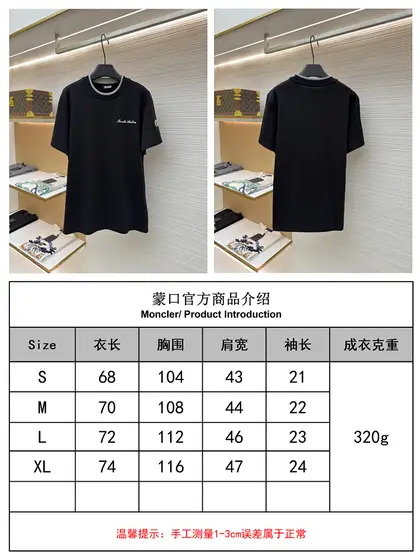 蒙口官方商品介绍
Moncler/ Product Introduction
Size 衣长 胸围 肩宽 袖长 成衣克重
S 68 104 43 21
M 70 108 44 22
L 72 112 46 23 320g
XL 74 116 47 24
温馨提示：手工测量1-3cm误差属于正常